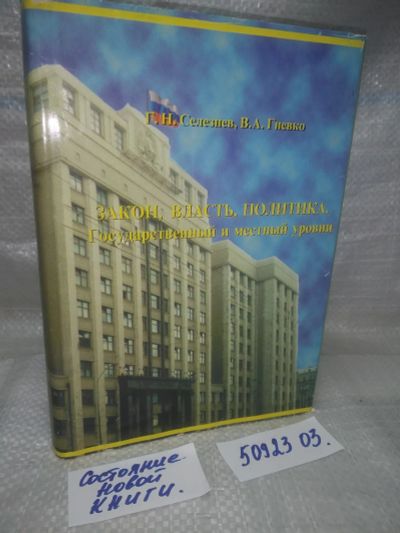 Г. Н. Селезнев, В.А. Гневко
ЗАКОН, ВЛАСТЬ, ПОЛИТИКА.
Государственный и местный уровни
Состояние
новой
книги.
50923 03.